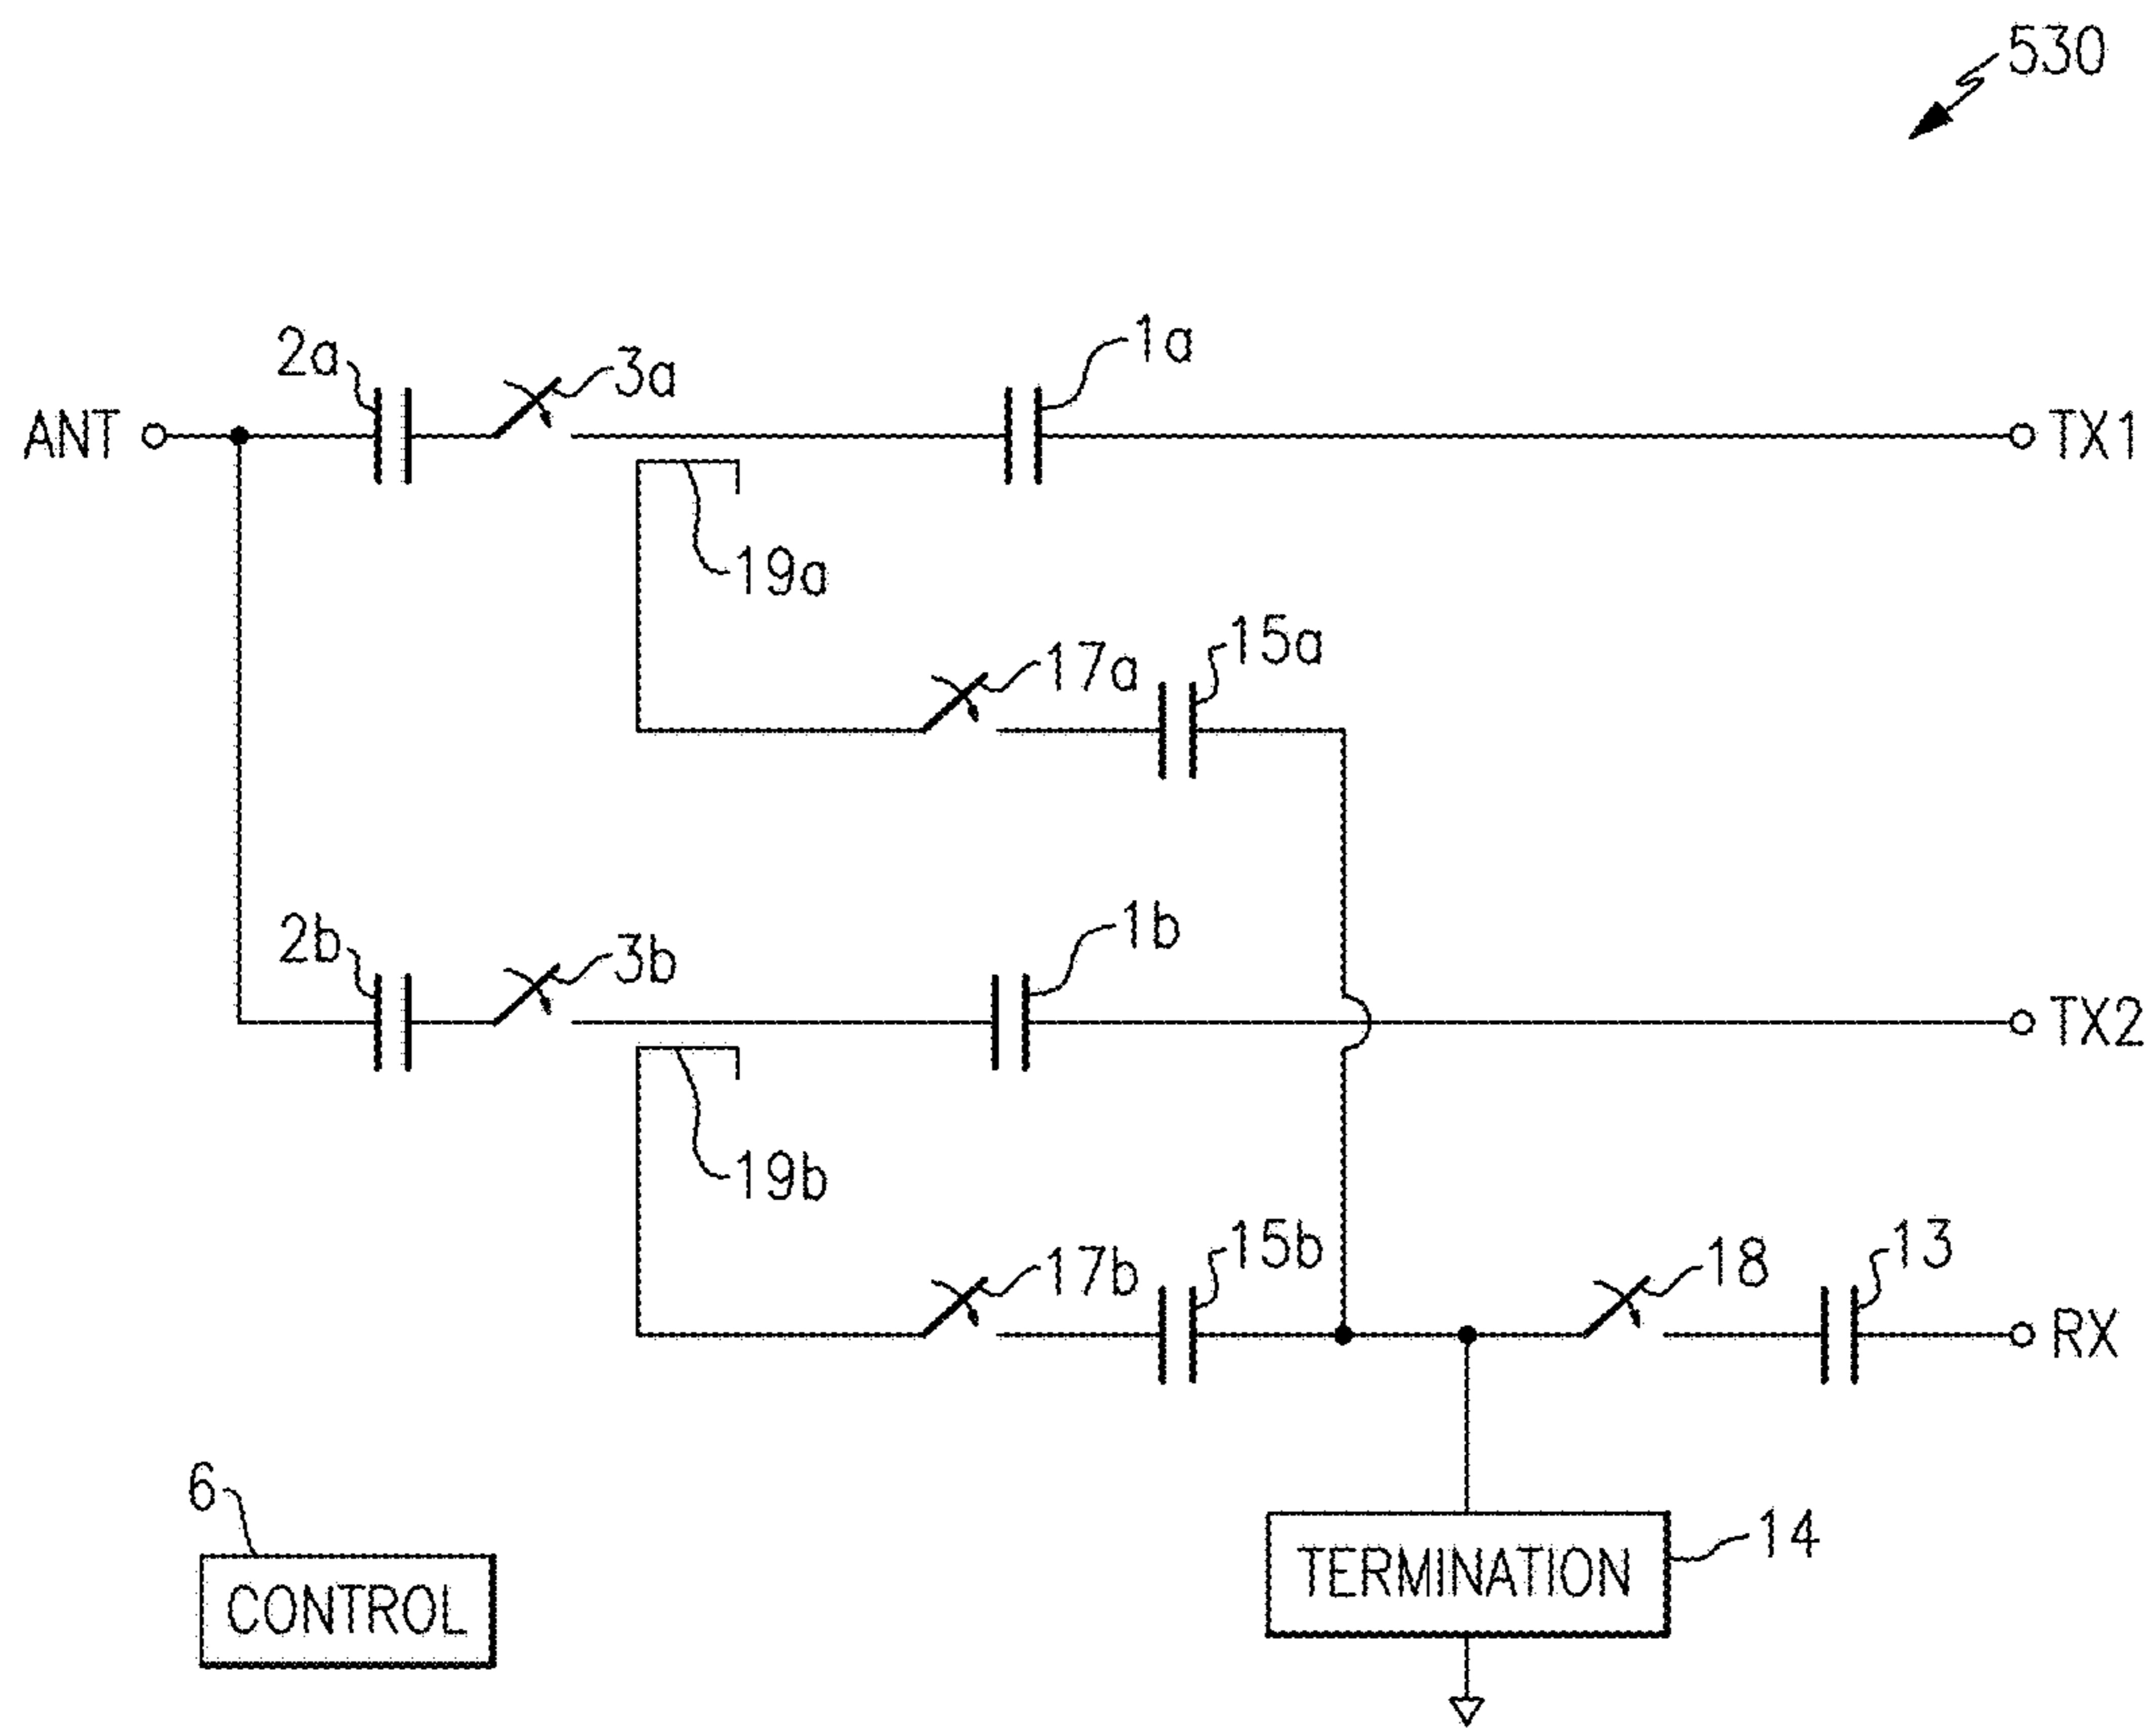 530
2a
3a
1a
ANT
TX1
19a
17a
15a
2b
3b
1b
TX2
19b
17b
15b
18
13
RX
6
CONTROL
TERMINATION
14